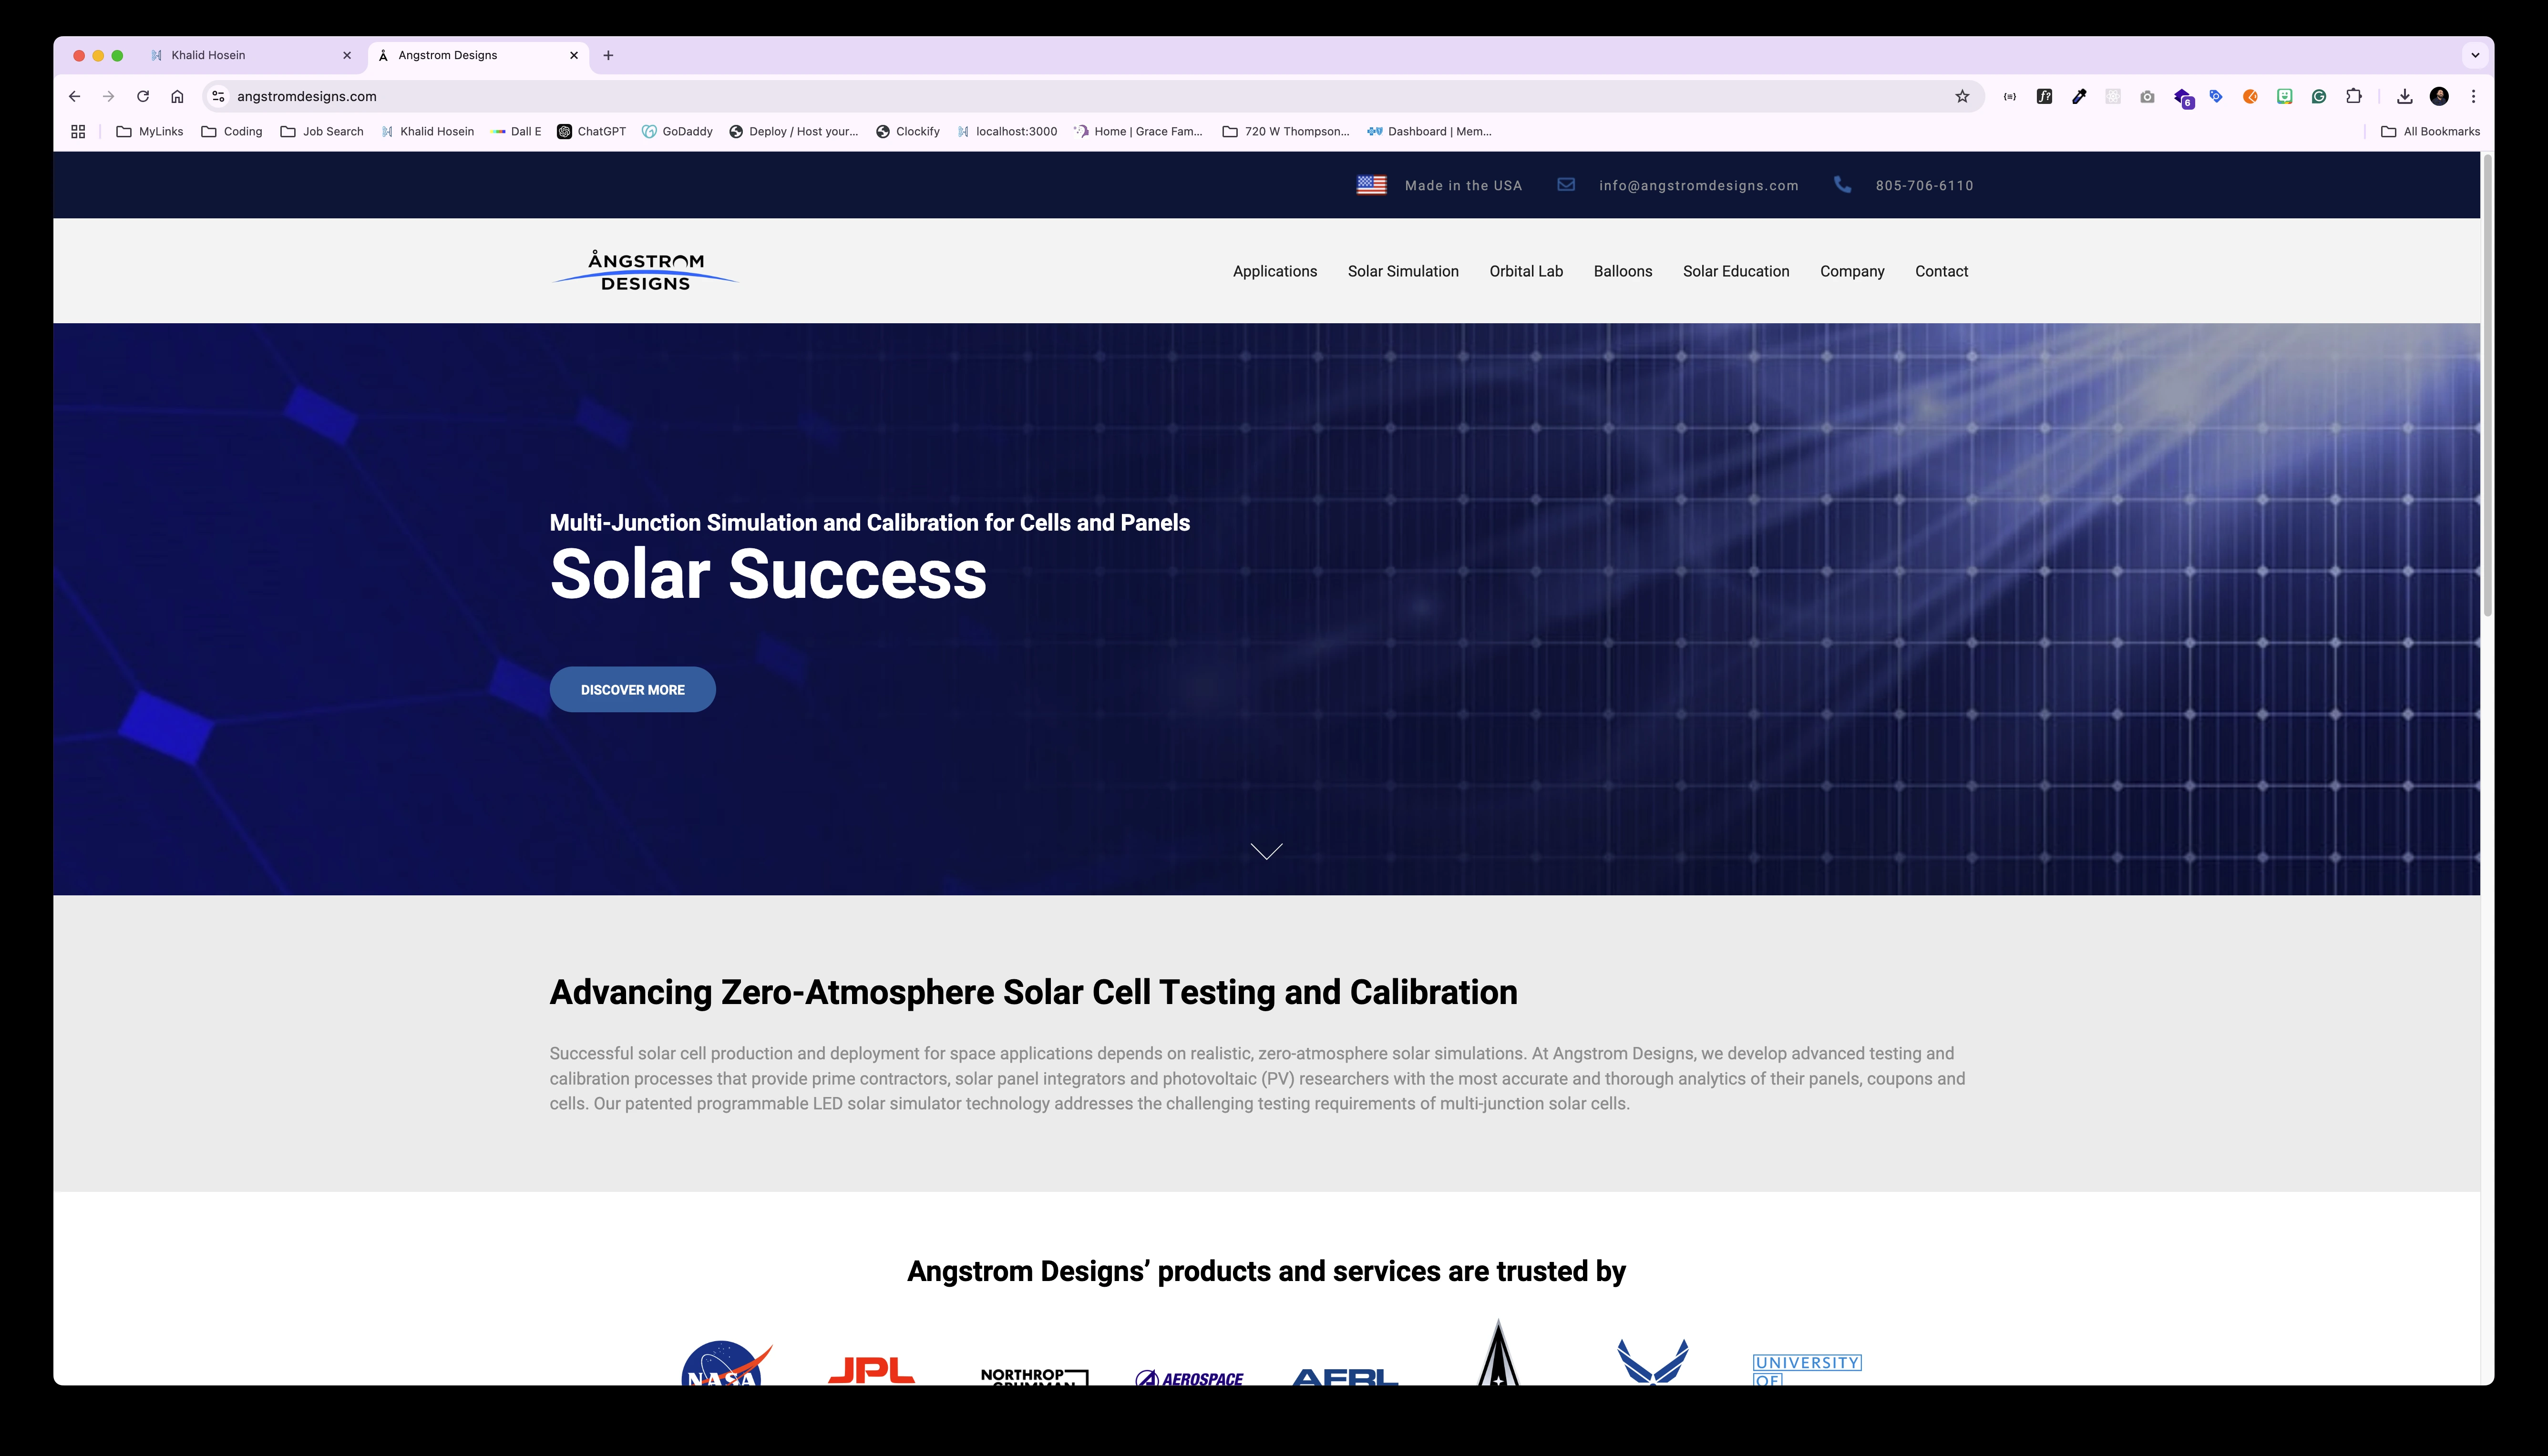 Khalid Hosein
Angstrom Designs
angstromdesigns.com
6
MyLinks
Coding
Job Search
Khalid Hosein
Dall E
ChatGPT
GoDaddy
Deploy / Host your...
Clockify
localhost:3000
Home | Grace Fam...
720 W Thompson...
Dashboard | Mem...
All Bookmarks
Made in the USA
info@angstromdesigns.com
805-706-6110
ÅNGSTROM
DESIGNS
Applications
Solar Simulation
Orbital Lab
Balloons
Solar Education
Company
Contact
Multi-Junction Simulation and Calibration for Cells and Panels
Solar Success
DISCOVER MORE
Advancing Zero-Atmosphere Solar Cell Testing and Calibration
Successful solar cell production and deployment for space applications depends on realistic, zero-atmosphere solar simulations. At Angstrom Designs, we develop advanced testing and
calibration processes that provide prime contractors, solar panel integrators and photovoltaic (PV) researchers with the most accurate and thorough analytics of their panels, coupons and
cells. Our patented programmable LED solar simulator technology addresses the challenging testing requirements of multi-junction solar cells.
Angstrom Designs’ products and services are trusted by
NASA
JPL
NORTHROP
GRUMMAN
AEROSPACE
AFRL
UNIVERSITY
OF